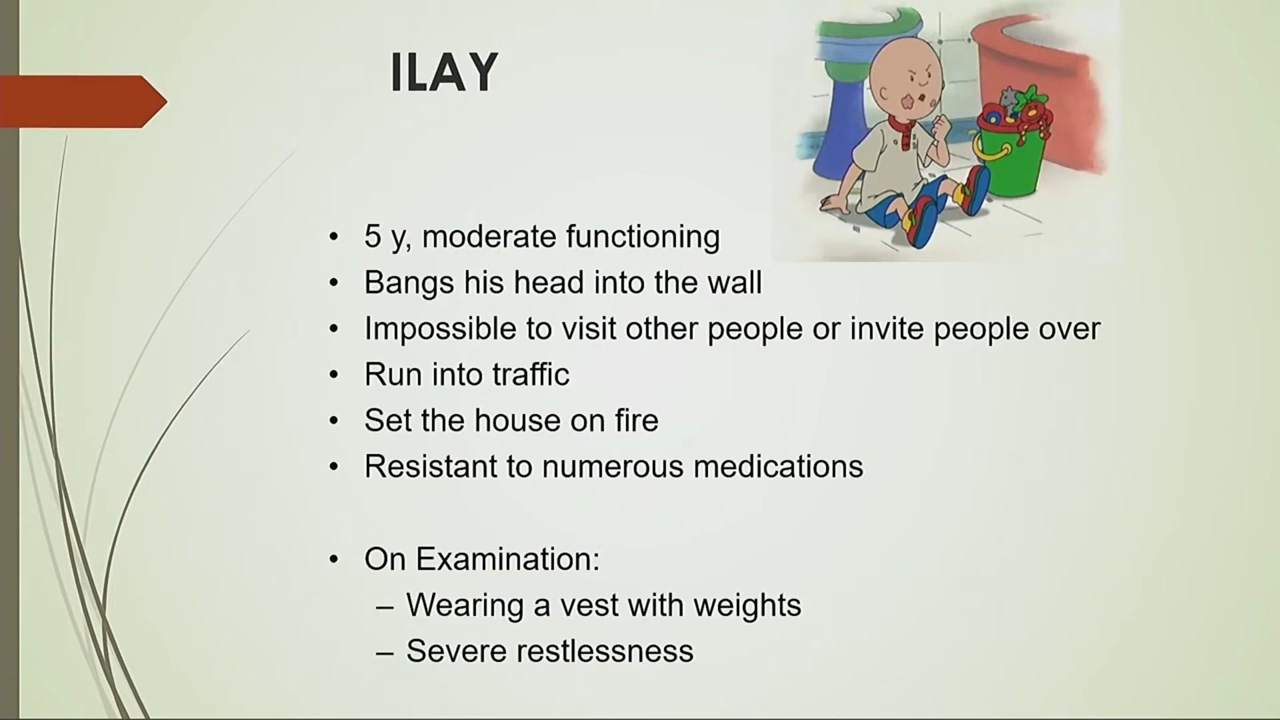 ILAY
• 5 y, moderate functioning
• Bangs his head into the wall
• Impossible to visit other people or invite people over
• Run into traffic
• Set the house on fire
• Resistant to numerous medications
• On Examination:
– Wearing a vest with weights
– Severe restlessness